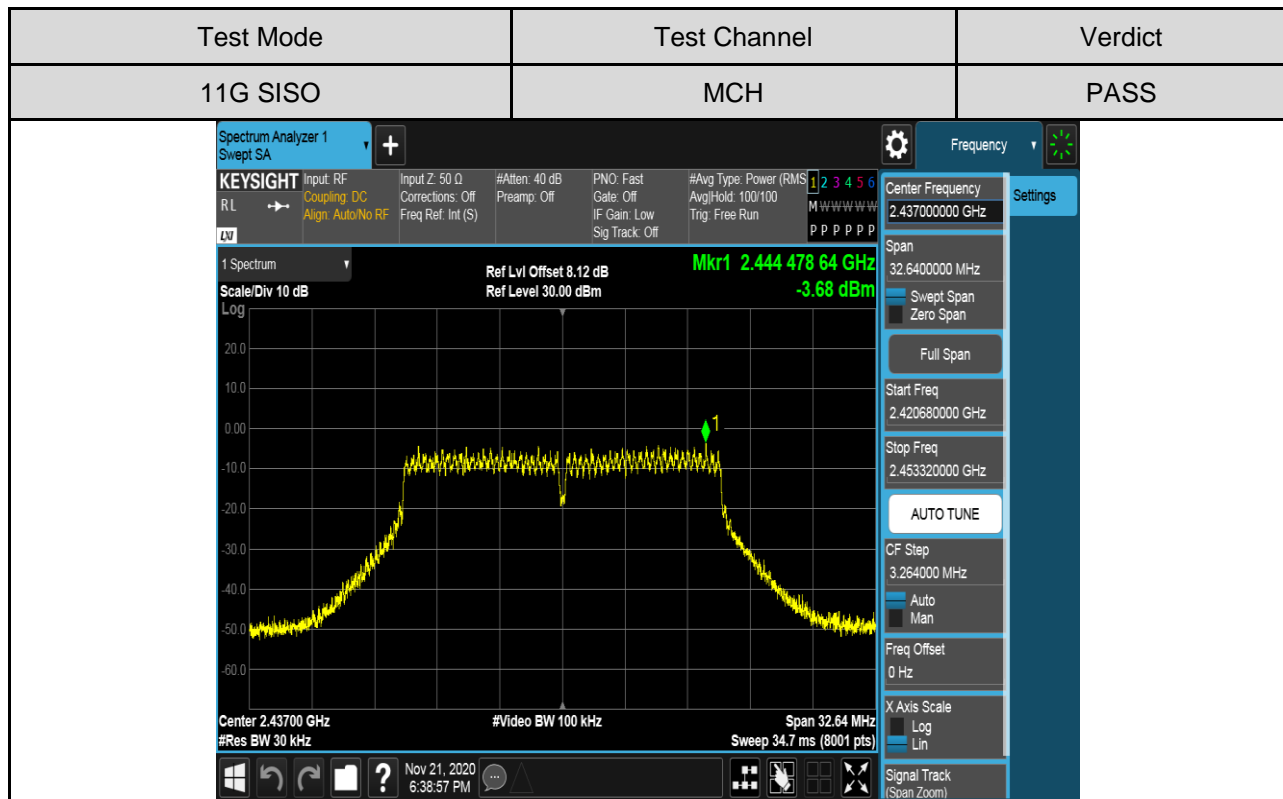 Test Mode Test Channel Verdict
11G SISO MCH PASS
Spectrum Analyzer 1
Swept SA
+
Frequency
KEYSIGHT Input: RF Input Z: 50 Ω #Atten: 40 dB PNO: Fast #Avg Type: Power (RMS 1 2 3 4 5 6
RL Coupling: DC Corrections: Off Preamp: Off Gate: Off Avg|Hold: 100/100 M W W W W W
Align: Auto/No RF Freq Ref: Int (S) IF Gain: Low Trig: Free Run
LXI Sig Track: Off P P P P P P
1 Spectrum Ref Lvl Offset 8.12 dB Mkr1 2.444 478 64 GHz
Scale/Div 10 dB Ref Level 30.00 dBm -3.68 dBm
Log
20.0
10.0
0.00
1
-10.0
-20.0
-30.0
-40.0
-50.0
-60.0
Center 2.43700 GHz #Video BW 100 kHz Span 32.64 MHz
#Res BW 30 kHz Sweep 34.7 ms (8001 pts)
Center Frequency
2.437000000 GHz
Settings
Span
32.6400000 MHz
Swept Span
Zero Span
Full Span
Start Freq
2.420680000 GHz
Stop Freq
2.453320000 GHz
AUTO TUNE
CF Step
3.264000 MHz
Auto
Man
Freq Offset
0 Hz
X Axis Scale
Log
Lin
Signal Track
(Span Zoom)
? Nov 21, 2020
6:38:57 PM